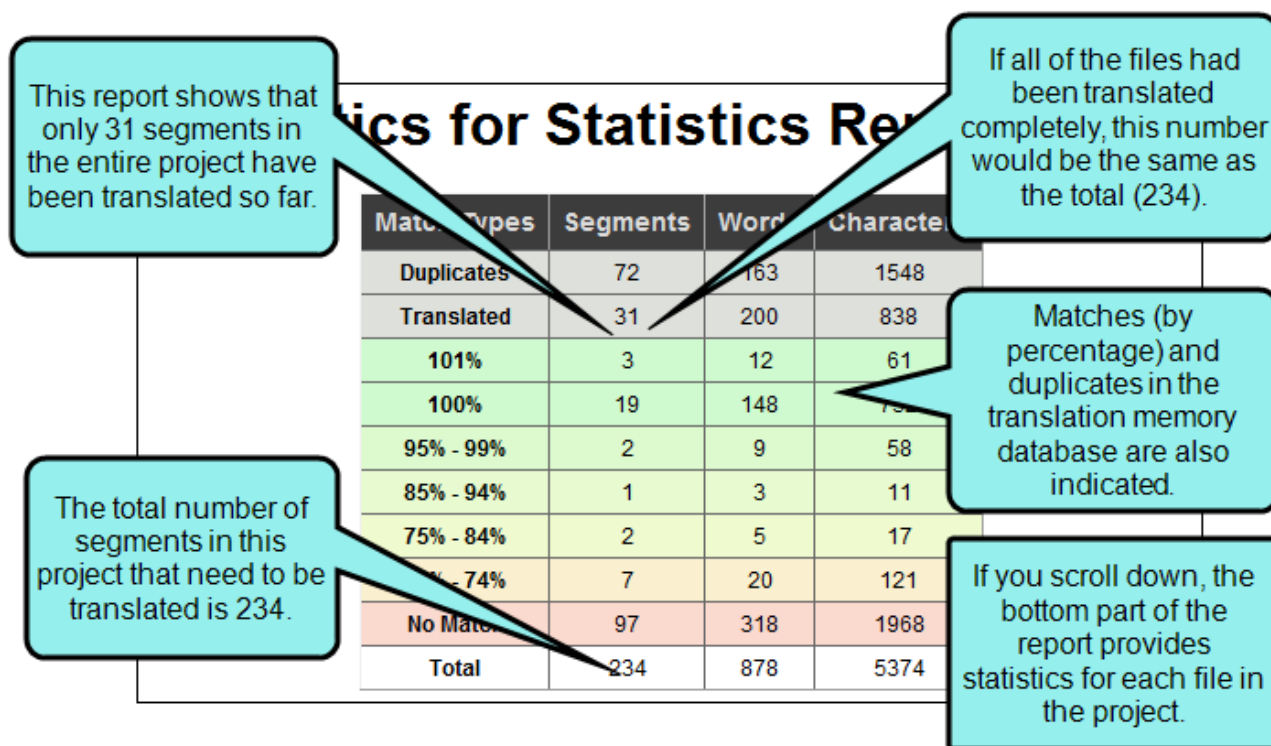 This report shows that
only 31 segments in
the entire project have
been translated so far.
If all of the files had
been translated
completely, this number
would be the same as
the total (234).
for Statistics
Segments
Duplicates 72 163 1548
Translated 31 200 838
101% 3 12 61
100% 19 148
95% - 99% 2 9 58
85% - 94% 1 3 11
75% - 84% 2 5 17
- 74% 7 20 121
No 97 318 1968
Total 234 878 5374
Matches (by
percentage) and
duplicates in the
translation memory
database are also
indicated.
The total number of
segments in this
project that need to be
translated is 234.
If you scroll down, the
bottom part of the
report provides
statistics for each file in
the project.